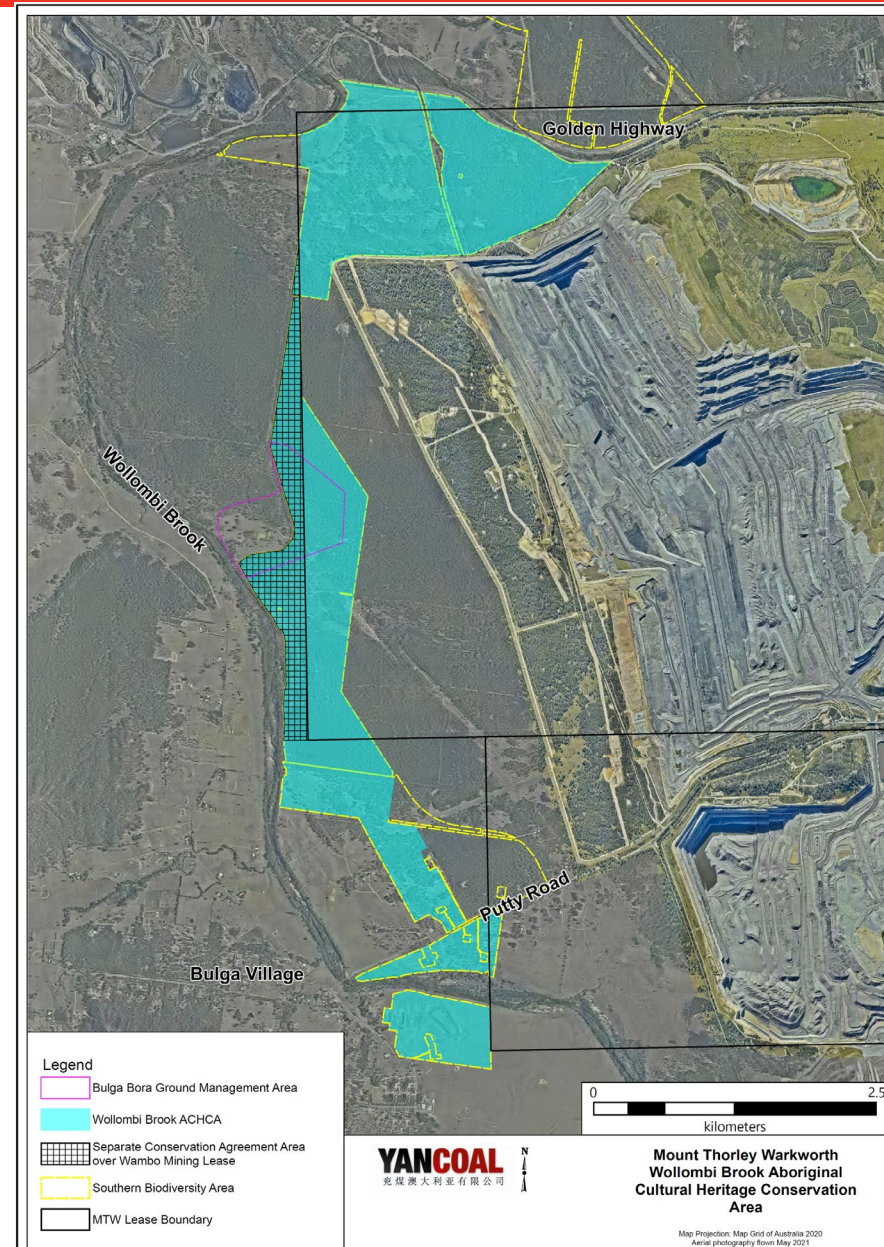 Golden Highway
Wollombi Brook
Putty Road
Bulga Village
Legend
Bulga Bora Ground Management Area
Wollombi Brook ACHCA
Separate Conservation Agreement Area
over Wambo Mining Lease
Southern Biodiversity Area
MTW Lease Boundary
0 2.5
kilometers
YANCOAL
兖煤澳大利亚有限公司
N
Mount Thorley Warkworth
Wollombi Brook Aboriginal
Cultural Heritage Conservation
Area
Map Projection: Map Grid of Australia 2020
Aerial photography flown May 2021